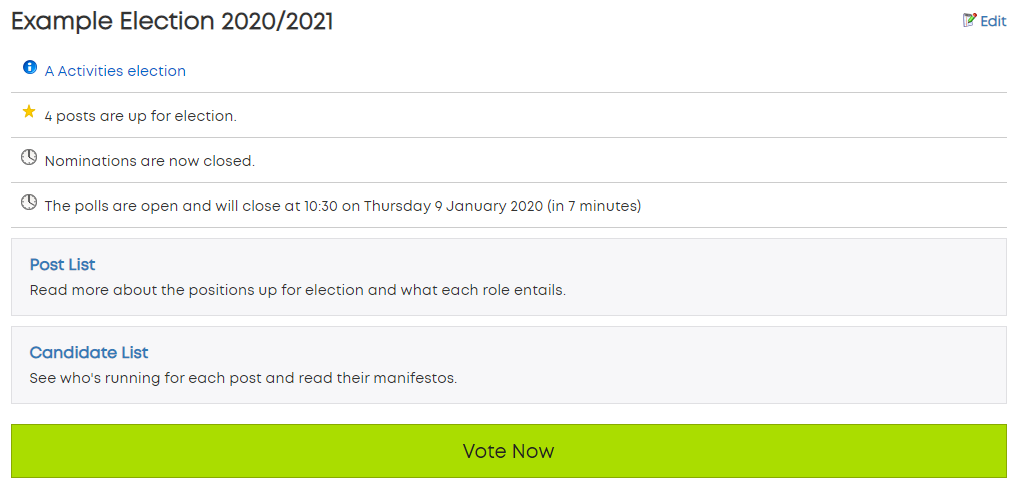 Example Election 2020/2021
Edit
A Activities election
4 posts are up for election.
Nominations are now closed.
The polls are open and will close at 10:30 on Thursday 9 January 2020 (in 7 minutes)
Post List
Read more about the positions up for election and what each role entails.
Candidate List
See who's running for each post and read their manifestos.
Vote Now